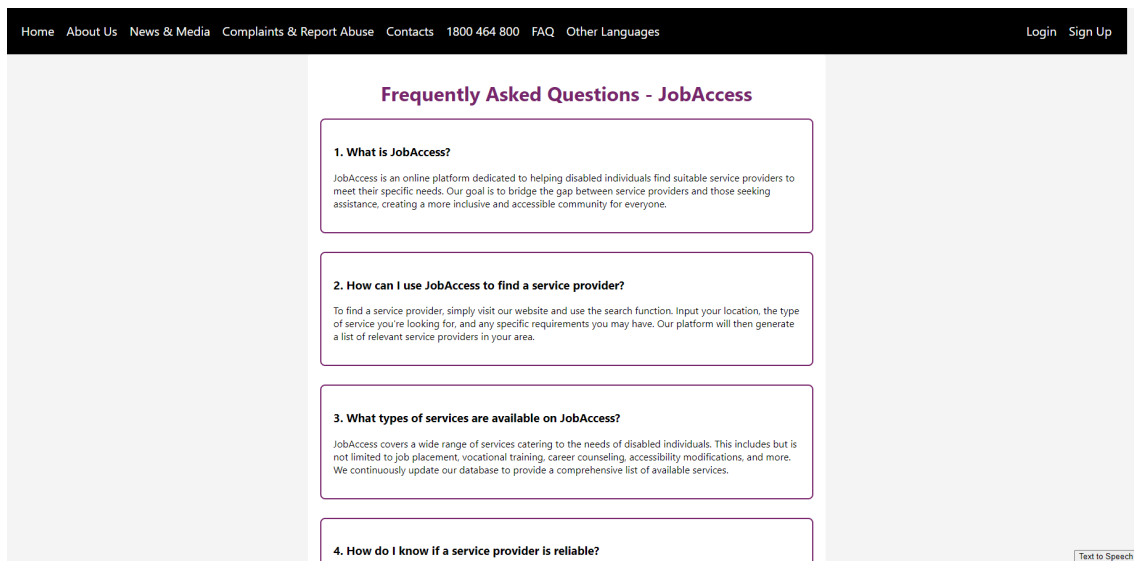 Home About Us News & Media Complaints & Report Abuse Contacts 1800 464 800 FAQ Other Languages Login Sign Up
Frequently Asked Questions - JobAccess
1. What is JobAccess?
JobAccess is an online platform dedicated to helping disabled individuals find suitable service providers to
meet their specific needs. Our goal is to bridge the gap between service providers and those seeking
assistance, creating a more inclusive and accessible community for everyone.
2. How can I use JobAccess to find a service provider?
To find a service provider, simply visit our website and use the search function. Input your location, the type
of service you're looking for, and any specific requirements you may have. Our platform will then generate
a list of relevant service providers in your area.
3. What types of services are available on JobAccess?
JobAccess covers a wide range of services catering to the needs of disabled individuals. This includes but is
not limited to job placement, vocational training, career counseling, accessibility modifications, and more.
We continuously update our database to provide a comprehensive list of available services.
4. How do I know if a service provider is reliable?
Text to Speech